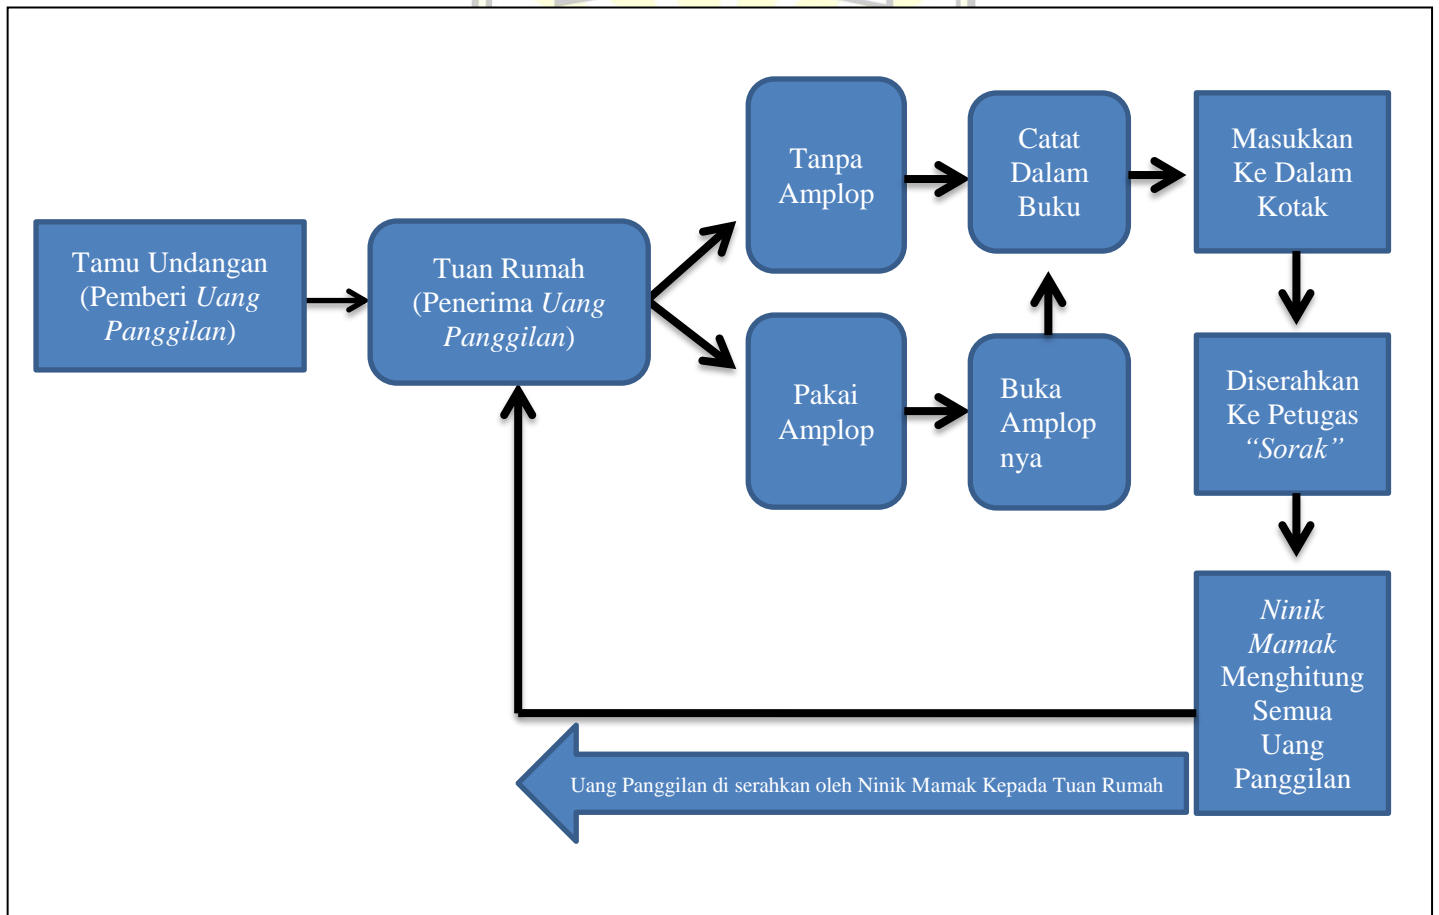 Tamu Undangan
(Pemberi Uang
Panggilan)
Tuan Rumah
(Penerima Uang
Panggilan)
Tanpa
Amplop
Pakai
Amplop
Catat
Dalam
Buku
Buka
Amplop
nya
Masukkan
Ke Dalam
Kotak
Diserahkan
Ke Petugas
“Sorak”
Ninik
Mamak
Menghitung
Semua
Uang
Panggilan
Uang Panggilan di serahkan oleh Ninik Mamak Kepada Tuan Rumah